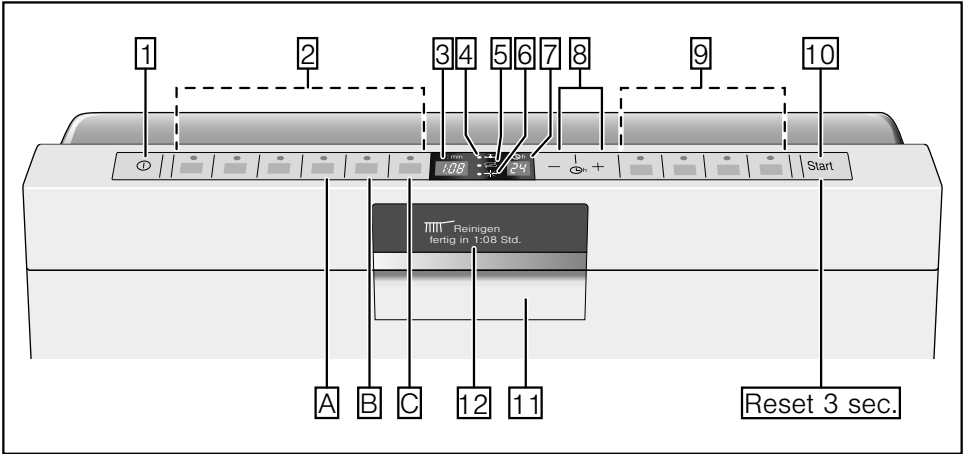 1 2 3 4 5 6 7 8 9 10
min h
1:08 24 h Start
Reinigen
fertig in 1:08 Std.
A B C 12 11 Reset 3 sec.